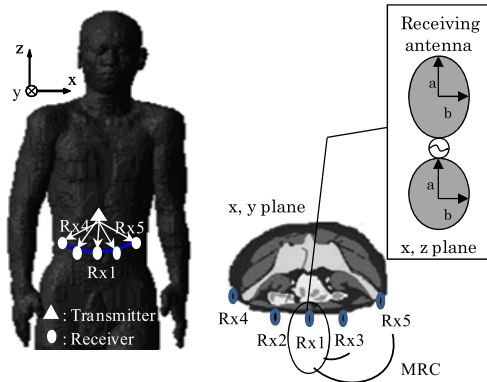 z
x
y
Rx4
Rx5
Rx1
: Transmitter
: Receiver
Receiving
antenna
a
b
a
b
x, z plane
x, y plane
Rx4
Rx2
Rx1
Rx3
Rx5
MRC